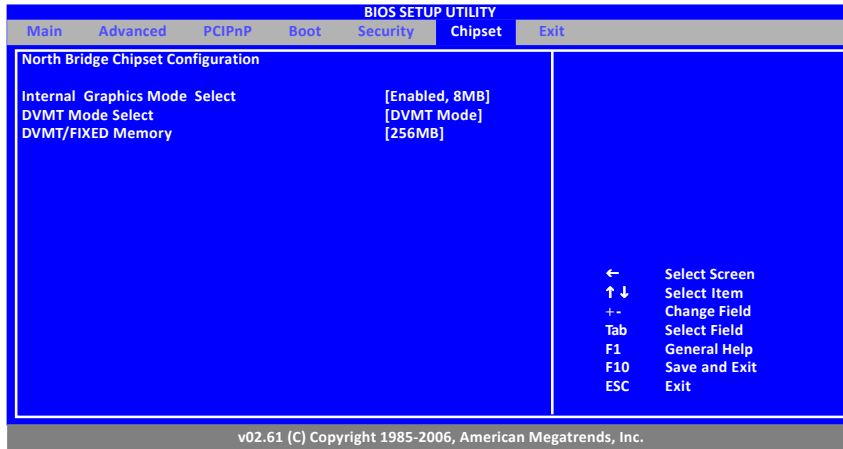 BIOS SETUP UTILITY
Main Advanced PCIPnP Boot Security Chipset Exit
North Bridge Chipset Configuration
Internal Graphics Mode Select [Enabled, 8MB]
DVMT Mode Select [DVMT Mode]
DVMT/FIXED Memory [256MB]
← Select Screen
↑↓ Select Item
+- Change Field
Tab Select Field
F1 General Help
F10 Save and Exit
ESC Exit
v02.61 (C) Copyright 1985-2006, American Megatrends, Inc.